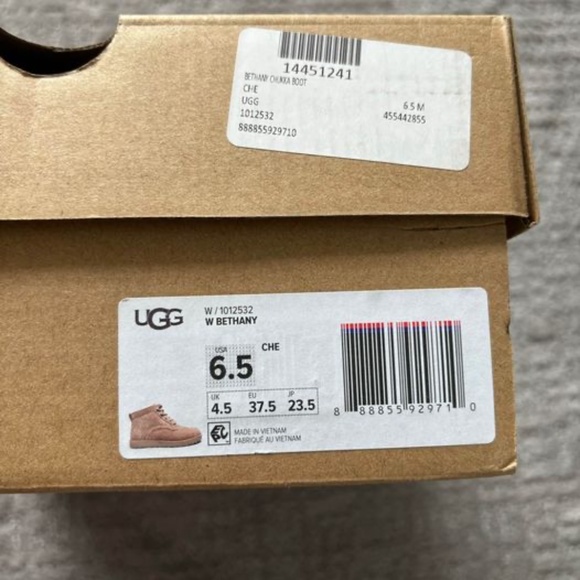 14451241
BETHANY CHUKKA BOOT
CHE
UGG 6.5 M
1012532 455442855
888855929710
UGG
W / 1012532
W BETHANY
USA
6.5 CHE
UK EU JP
4.5 37.5 23.5
MADE IN VIETNAM
FABRIQUÉ AU VIETNAM
8 88855 92971 0